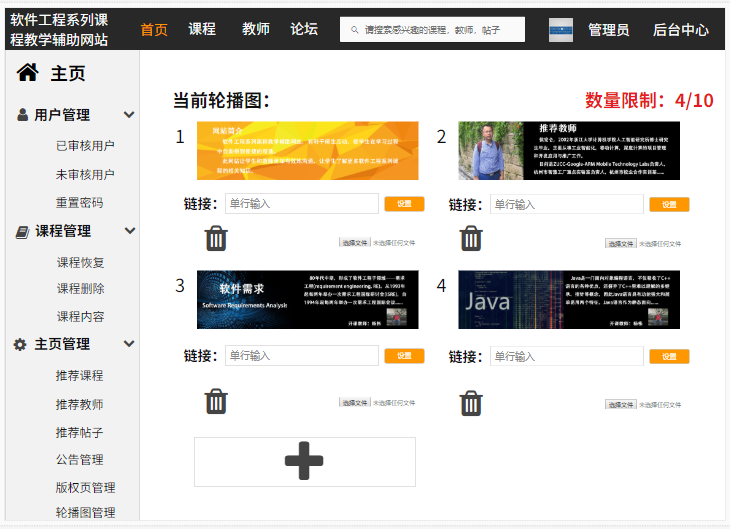 软件工程系列课
程教学辅助网站
首页 课程 教师 论坛
请搜索感兴趣的课程，教师，帖子
管理员 后台中心
主页
用户管理
已审核用户
未审核用户
重置密码
课程管理
课程恢复
课程删除
课程内容
主页管理
推荐课程
推荐教师
推荐帖子
公告管理
版权页管理
轮播图管理
当前轮播图：
数量限制：4/10
1
网站简介
链接：
单行输入
设置
选择文件 未选择任何文件
2
推荐教师
链接：
单行输入
设置
选择文件 未选择任何文件
3
软件需求
Software Requirements Analysis
链接：
单行输入
设置
选择文件 未选择任何文件
4
Java
链接：
单行输入
设置
选择文件 未选择任何文件